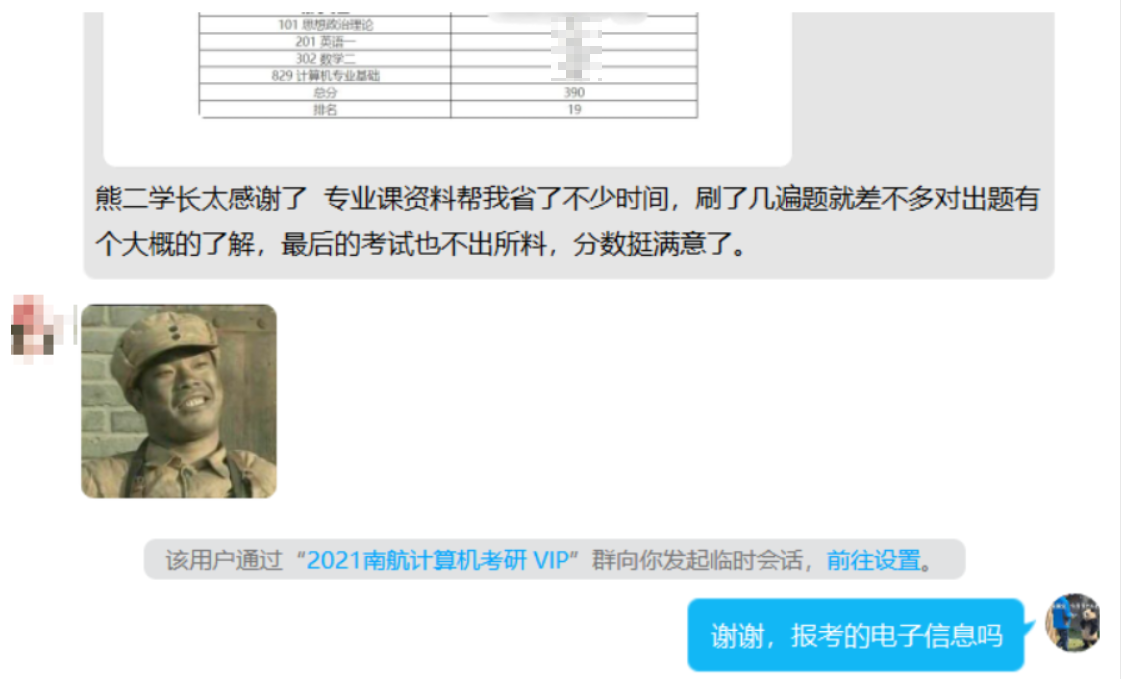 101 思想政治理论
201 英语一
302 数学二
829 计算机专业基础
总分 390
排名 19
熊二学长太感谢了 专业课资料帮我省了不少时间，刷了几遍题就差不多对出题有
个大概的了解，最后的考试也不出所料，分数挺满意了。
该用户通过“2021南航计算机考研 VIP”群向你发起临时会话，前往设置。
谢谢，报考的电子信息吗